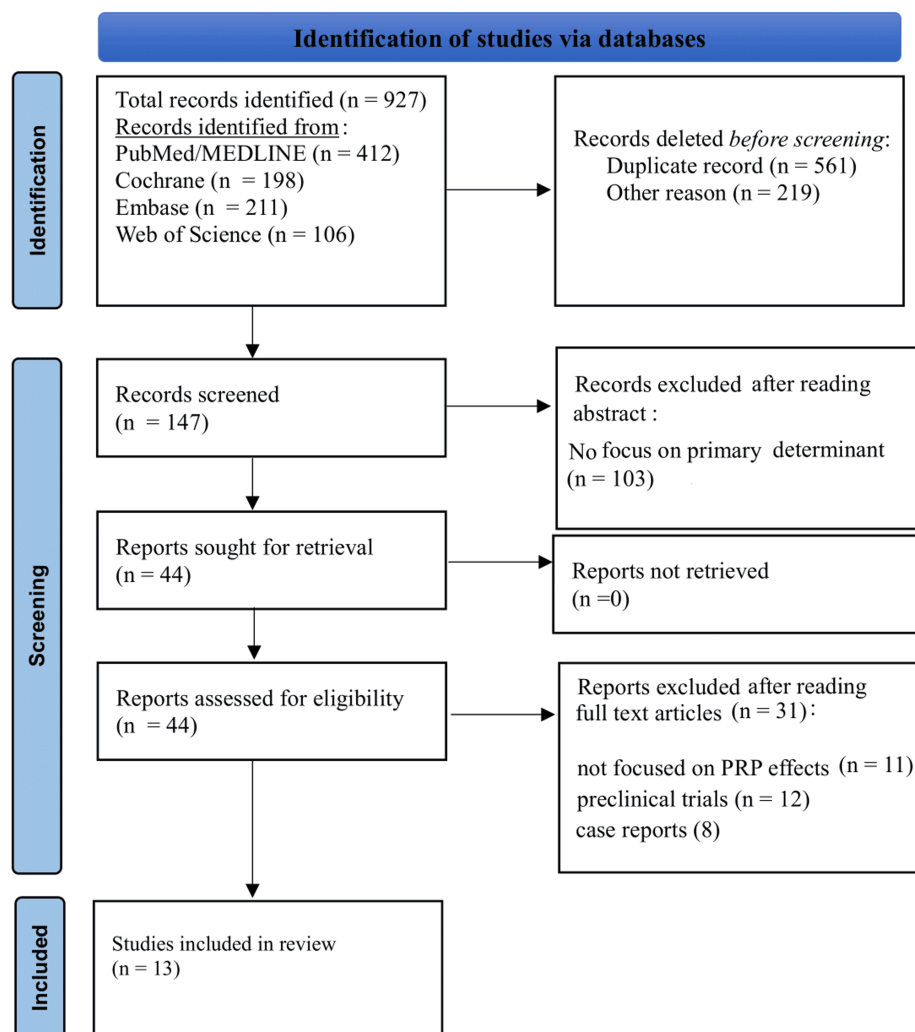 Identification of studies via databases
Identification
Total records identified (n = 927)
Records identified from:
PubMed/MEDLINE (n = 412)
Cochrane (n = 198)
Embase (n = 211)
Web of Science (n = 106)
Records deleted before screening:
Duplicate record (n = 561)
Other reason (n = 219)
Screening
Records screened
(n = 147)
Records excluded after reading
abstract :
No focus on primary determinant
(n = 103)
Reports sought for retrieval
(n = 44)
Reports not retrieved
(n =0)
Reports assessed for eligibility
(n = 44)
Reports excluded after reading
full text articles (n = 31):
not focused on PRP effects (n = 11)
preclinical trials (n = 12)
case reports (8)
Included
Studies included in review
(n = 13)